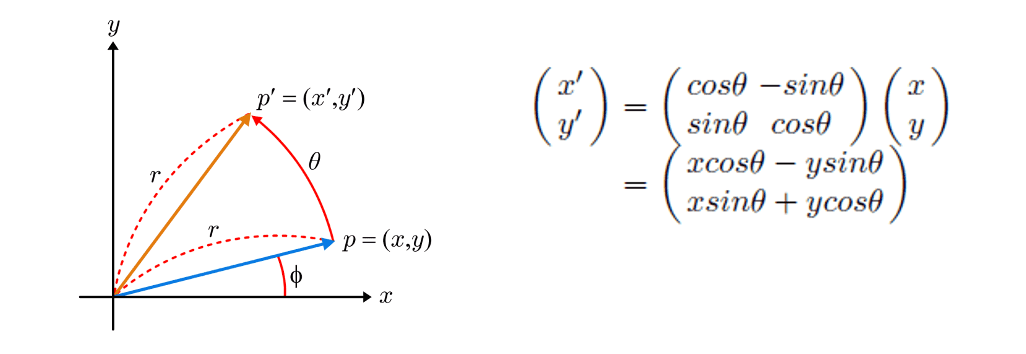 y
p′ = (x′,y′)
r
θ
r
p = (x,y)
ϕ
x
(x′ y′) = (cosθ −sinθ sinθ cosθ) (x y)
= (xcosθ − ysinθ xsinθ + ycosθ)